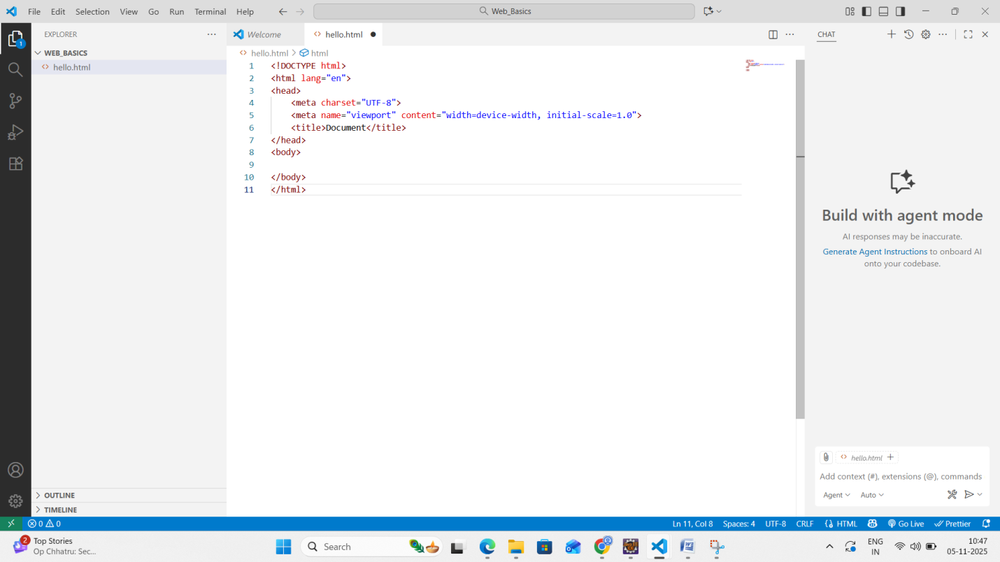 File Edit Selection View Go Run Terminal Help
Web_Basics
EXPLORER
WEB_BASICS
hello.html
OUTLINE
TIMELINE
1
Welcome
hello.html
hello.html > html
1 <!DOCTYPE html>
2 <html lang="en">
3 <head>
4     <meta charset="UTF-8">
5     <meta name="viewport" content="width=device-width, initial-scale=1.0">
6     <title>Document</title>
7 </head>
8 <body>
9
10 </body>
11 </html>
CHAT
Build with agent mode
AI responses may be inaccurate.
Generate Agent Instructions to onboard AI
onto your codebase.
hello.html
Add context (#), extensions (@), commands
Agent Auto
0 0
Ln 11, Col 8 Spaces: 4 UTF-8 CRLF HTML Go Live Prettier
2
Top Stories
Op Chhatru: Sec...
Search
ENG
IN
10:47
05-11-2025